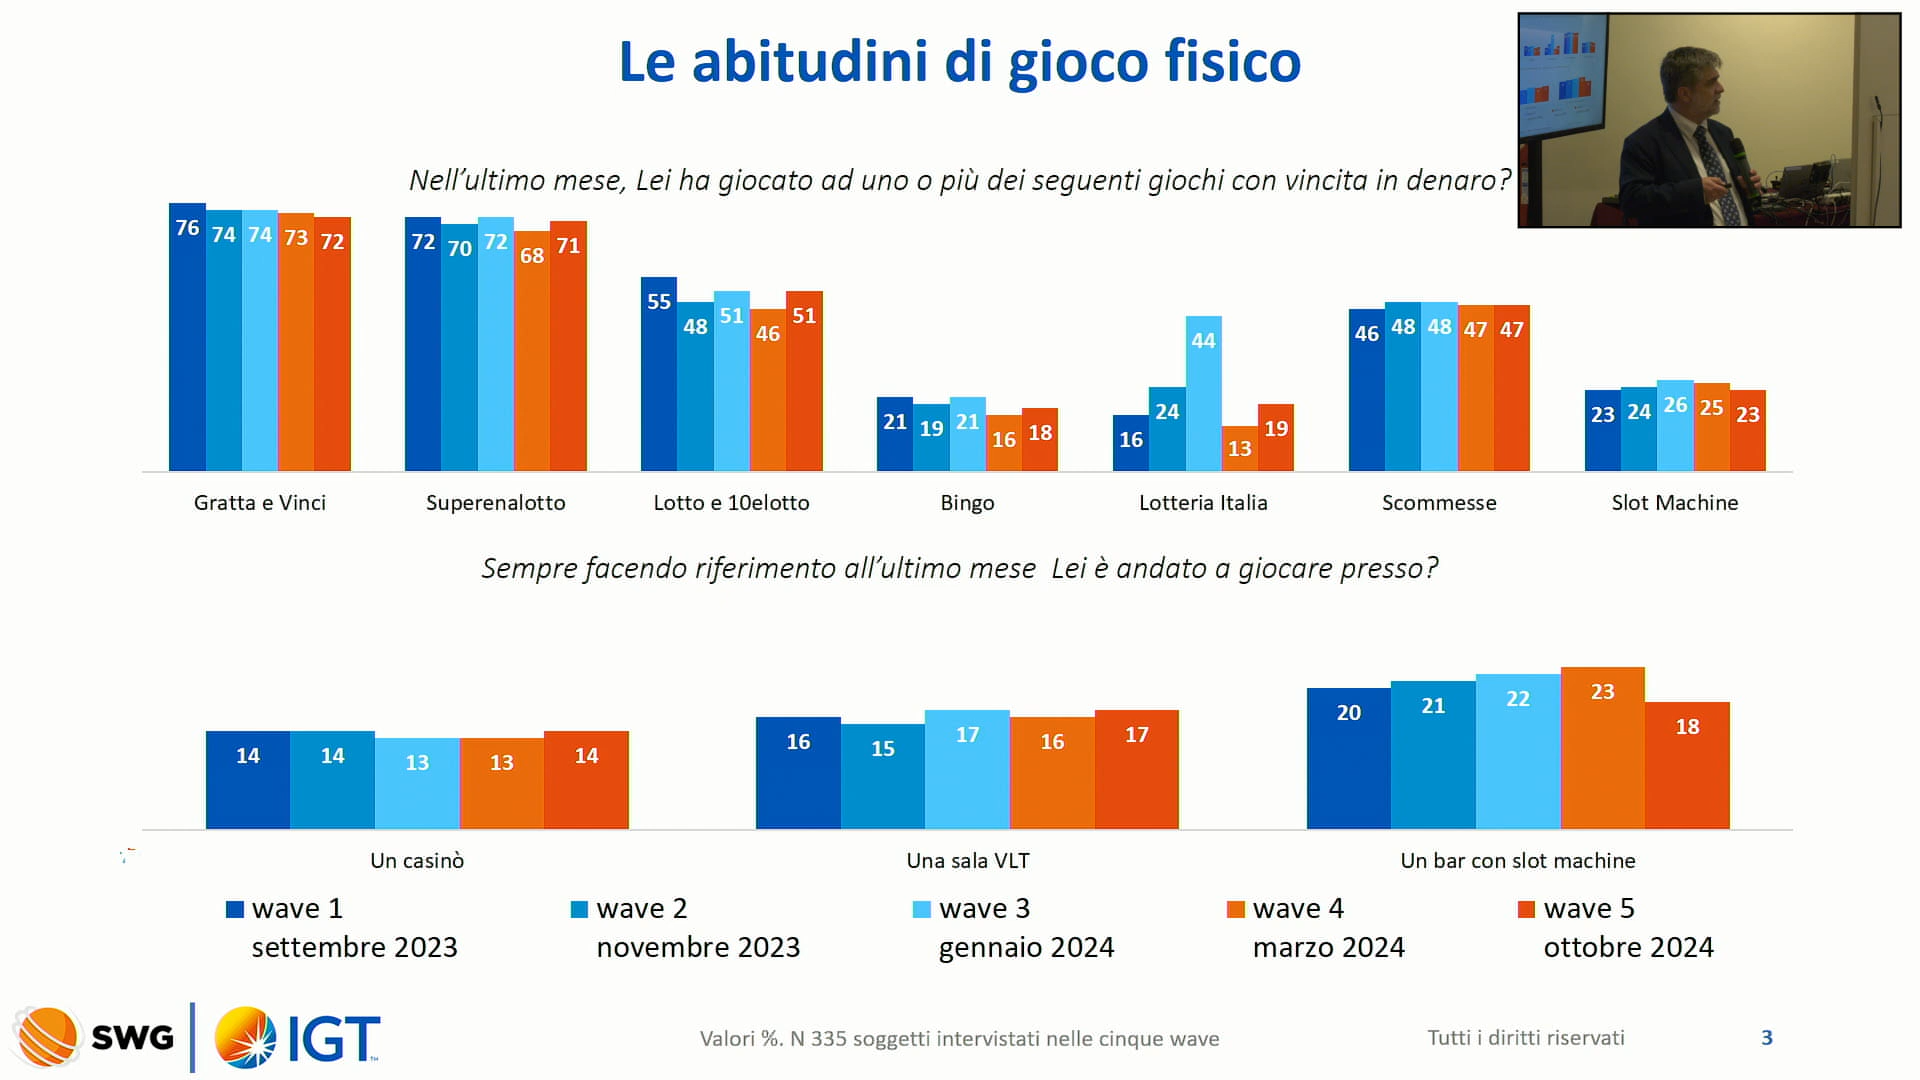 Le abitudini di gioco fisico
Nell'ultimo mese, Lei ha giocato ad uno o più dei seguenti giochi con vincita in denaro?
76 74 74 73 72
72 70 72 68 71
55 48 51 46 51
21 19 21 16 18
16 24 44 13 19
46 48 48 47 47
23 24 26 25 23
Gratta e Vinci
Superenalotto
Lotto e 10elotto
Bingo
Lotteria Italia
Scommesse
Slot Machine
Sempre facendo riferimento all'ultimo mese Lei è andato a giocare presso?
14 14 13 13 14
16 15 17 16 17
20 21 22 23 18
Un casinò
Una sala VLT
Un bar con slot machine
wave 1
settembre 2023
wave 2
novembre 2023
wave 3
gennaio 2024
wave 4
marzo 2024
wave 5
ottobre 2024
SWG
IGT
Valori %. N 335 soggetti intervistati nelle cinque wave
Tutti i diritti riservati
3